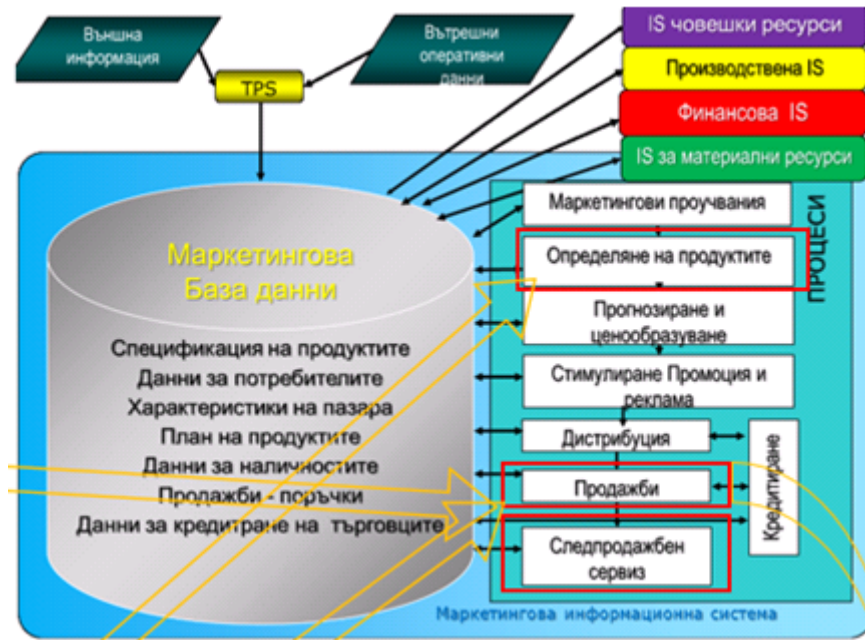 Външна
информация
Вътрешни
оперативни
данни
TPS
IS човешки ресурси
Производствена IS
Финансова IS
IS за материални ресурси
ПРОЦЕСИ
Маркетингова
База данни
Спецификация на продуктите
Данни за потребителите
Характеристики на пазара
План на продуктите
Данни за наличностите
Продажби - поръчки
Данни за кредитране на търговците
Маркетингови проучвания
Определяне на продуктите
Прогнозиране и
ценообразуване
Стимулиране Промоция и
реклама
Дистрибуция
Продажби
Следпродажбен
сервиз
Кредитиране
Маркетингова информационна система